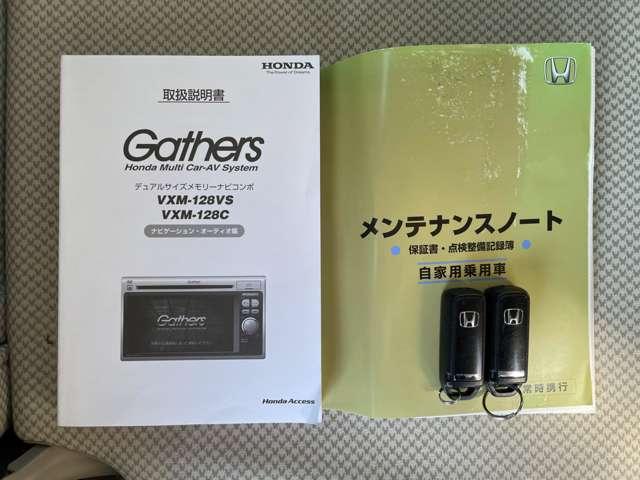 HONDA
The Power of Dreams
取扱説明書
Gathers
Honda Multi Car-AV System
デュアルサイズメモリーナビコンポ
VXM-128VS
VXM-128C
ナビゲーション・オーディオ編
Gathers
Gathers
Honda Access
メンテナンスノート
保証書・点検整備記録簿
自家用乗用車
常時携行